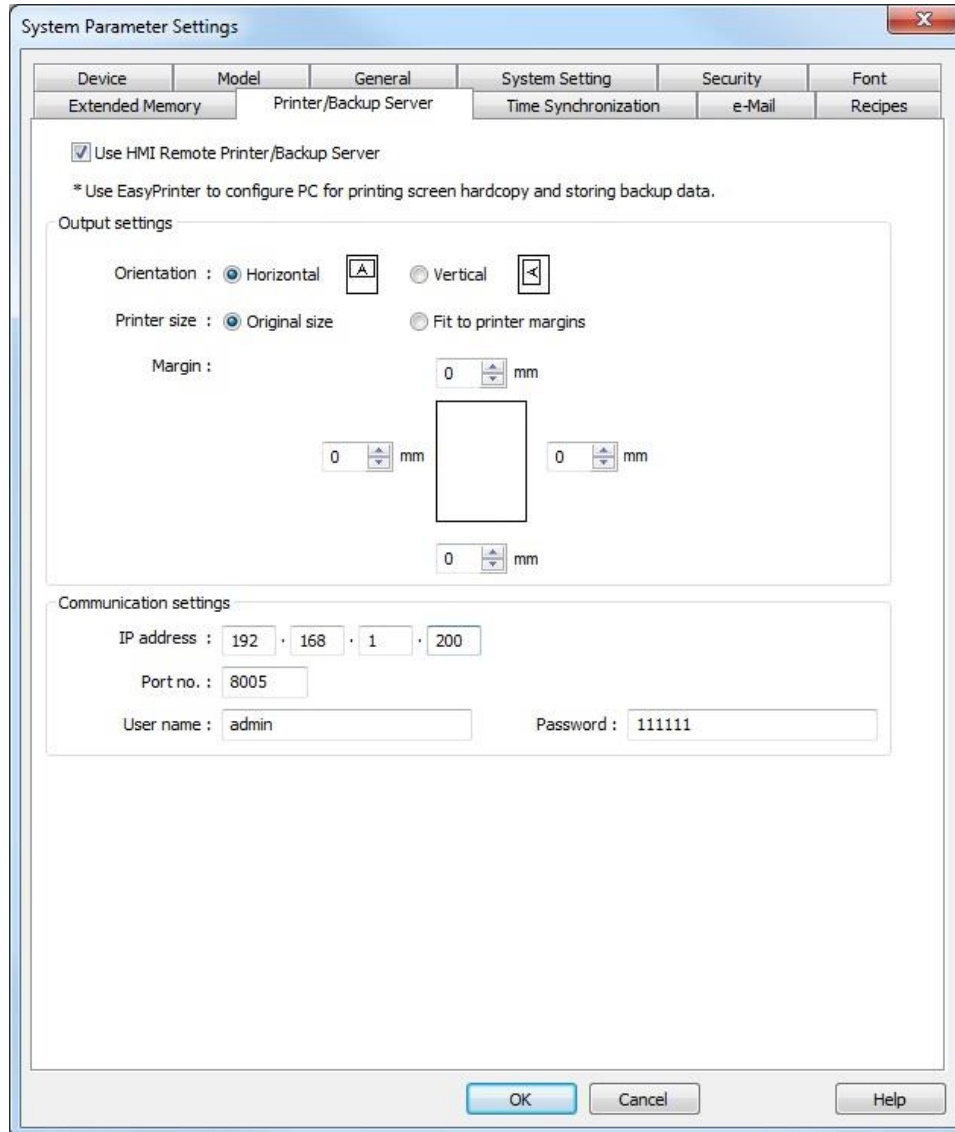 System Parameter Settings
Device Model General System Setting Security Font
Extended Memory Printer/Backup Server Time Synchronization e-Mail Recipes
Use HMI Remote Printer/Backup Server
* Use EasyPrinter to configure PC for printing screen hardcopy and storing backup data.
Output settings
Orientation : Horizontal A Vertical A
Printer size : Original size Fit to printer margins
Margin :
0 mm
0 mm 0 mm
0 mm
Communication settings
IP address : 192 . 168 . 1 . 200
Port no. : 8005
User name : admin Password : 111111
OK Cancel Help